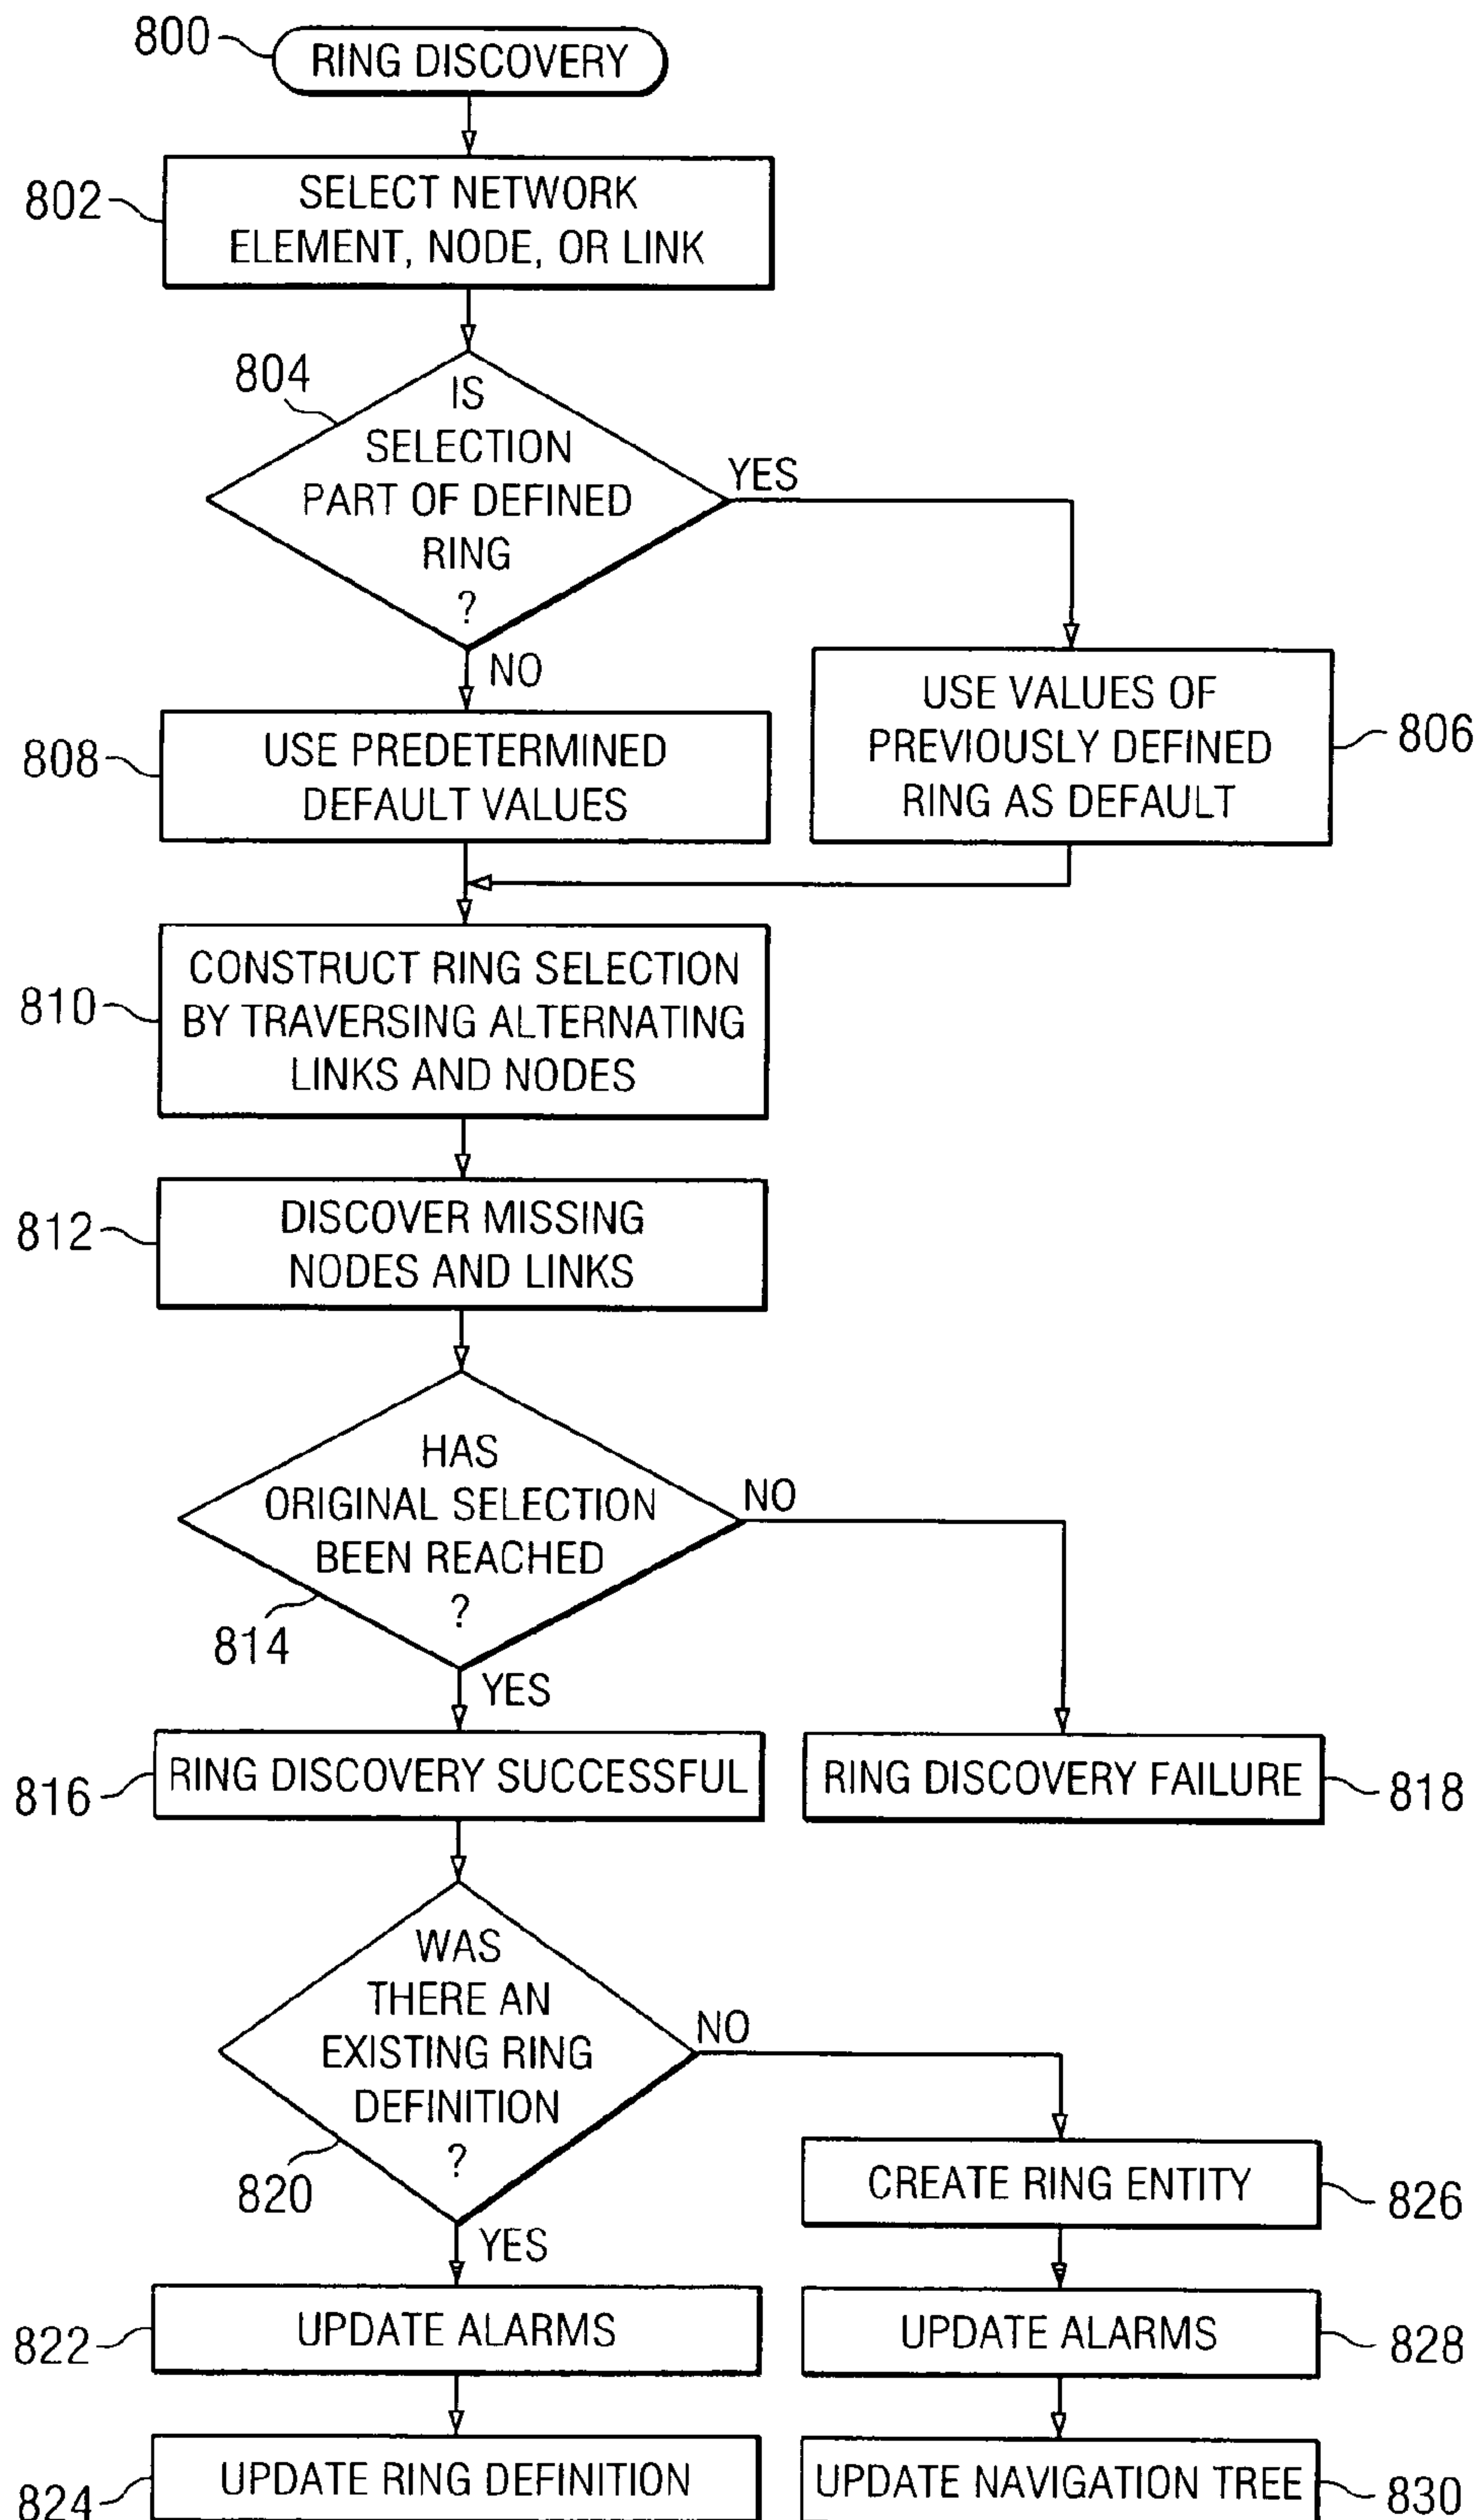 800
RING DISCOVERY
802
SELECT NETWORK
ELEMENT, NODE, OR LINK
804
IS
SELECTION
PART OF DEFINED
RING
?
YES
NO
808
USE PREDETERMINED
DEFAULT VALUES
USE VALUES OF
PREVIOUSLY DEFINED
RING AS DEFAULT
806
810
CONSTRUCT RING SELECTION
BY TRAVERSING ALTERNATING
LINKS AND NODES
812
DISCOVER MISSING
NODES AND LINKS
HAS
ORIGINAL SELECTION
BEEN REACHED
?
814
NO
YES
816
RING DISCOVERY SUCCESSFUL
RING DISCOVERY FAILURE
818
WAS
THERE AN
EXISTING RING
DEFINITION
?
820
NO
YES
CREATE RING ENTITY
826
822
UPDATE ALARMS
UPDATE ALARMS
828
824
UPDATE RING DEFINITION
UPDATE NAVIGATION TREE
830